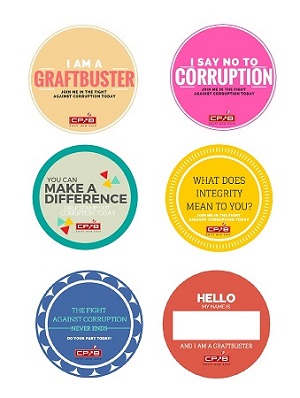 I AM A
GRAFTBUSTER
JOIN ME IN THE FIGHT
AGAINST CORRUPTION TODAY
CPIB
I SAY NO TO
CORRUPTION
JOIN ME IN THE FIGHT
AGAINST CORRUPTION TODAY
CPIB
YOU CAN
MAKE A
DIFFERENCE
CORRUPTION TODAY
CPIB
WHAT DOES
INTEGRITY
MEAN TO YOU?
JOIN ME IN THE FIGHT
AGAINST CORRUPTION TODAY
CPIB
THE FIGHT
AGAINST CORRUPTION
NEVER ENDS
DO YOUR PART TODAY!
CPIB
HELLO
MY NAME IS
AND I AM A GRAFTBUSTER
CPIB